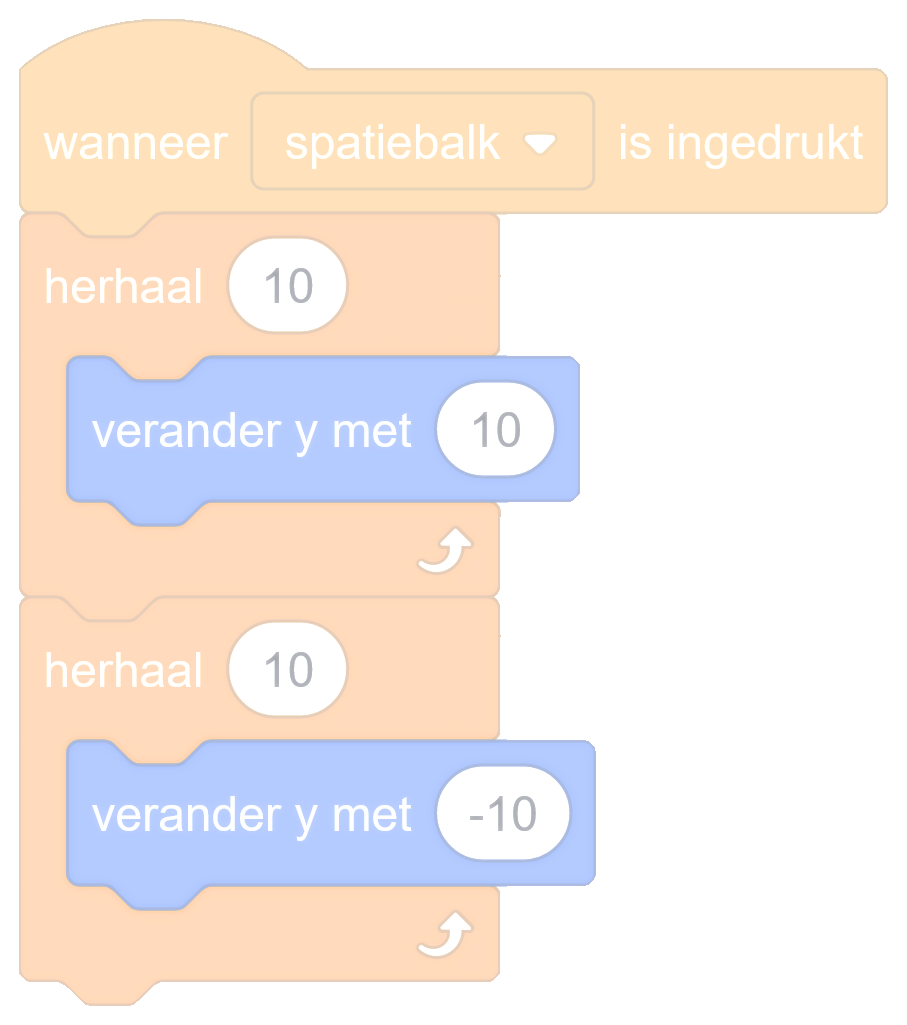 wanneer spatiebalk is ingedrukt
herhaal 10
verander y met 10
herhaal 10
verander y met -10